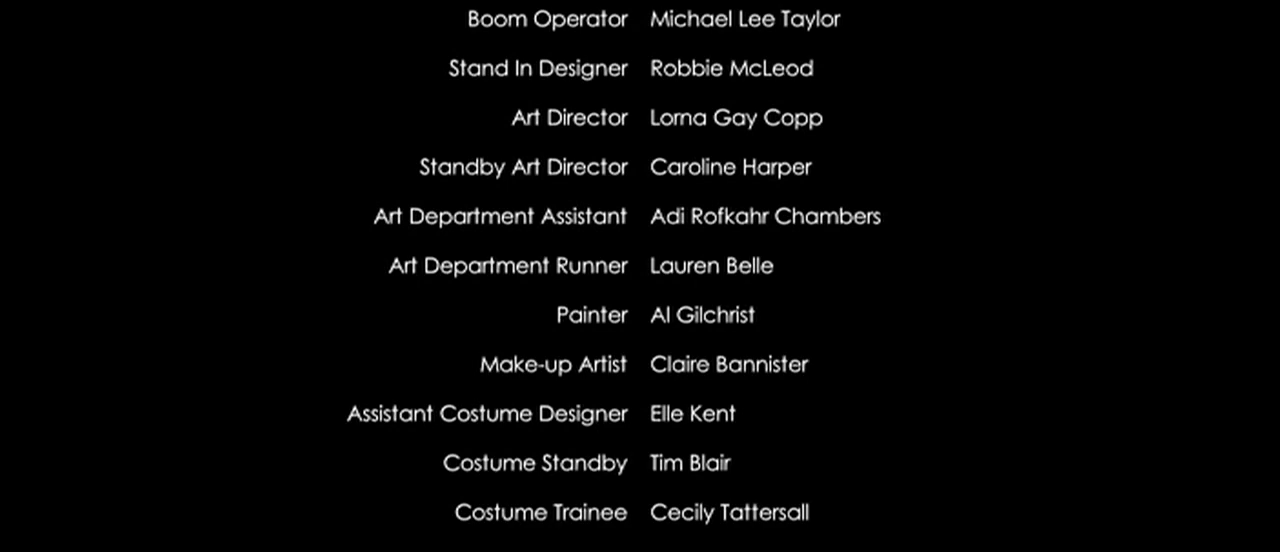 Boom Operator Michael Lee Taylor
Stand In Designer Robbie McLeod
Art Director Lorna Gay Copp
Standby Art Director Caroline Harper
Art Department Assistant Adi Rofkahr Chambers
Art Department Runner Lauren Belle
Painter Al Gilchrist
Make-up Artist Claire Bannister
Assistant Costume Designer Elle Kent
Costume Standby Tim Blair
Costume Trainee Cecily Tattersall